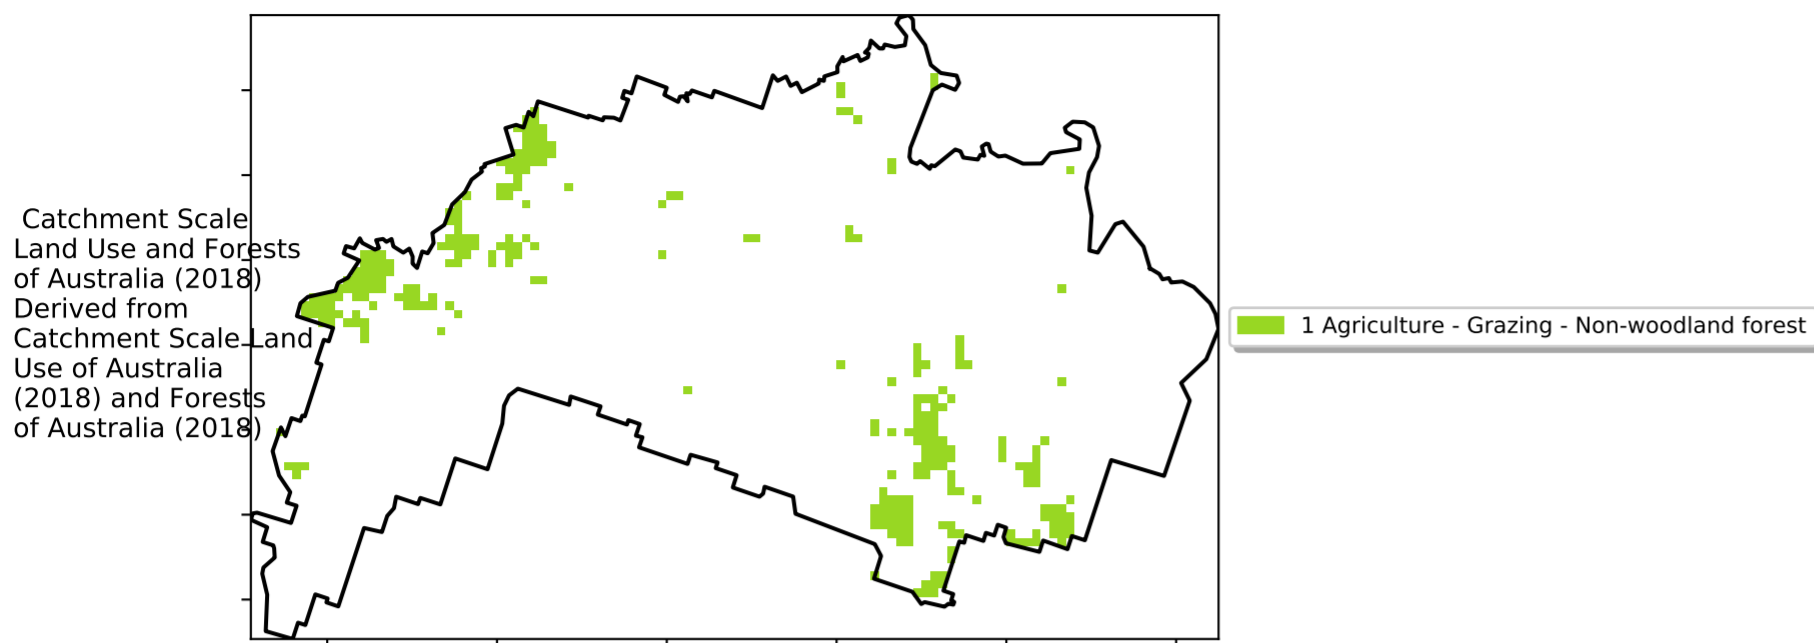 Catchment Scale
Land Use and Forests
of Australia (2018)
Derived from
Catchment Scale Land
Use of Australia
(2018) and Forests
of Australia (2018)
1 Agriculture - Grazing - Non-woodland forest